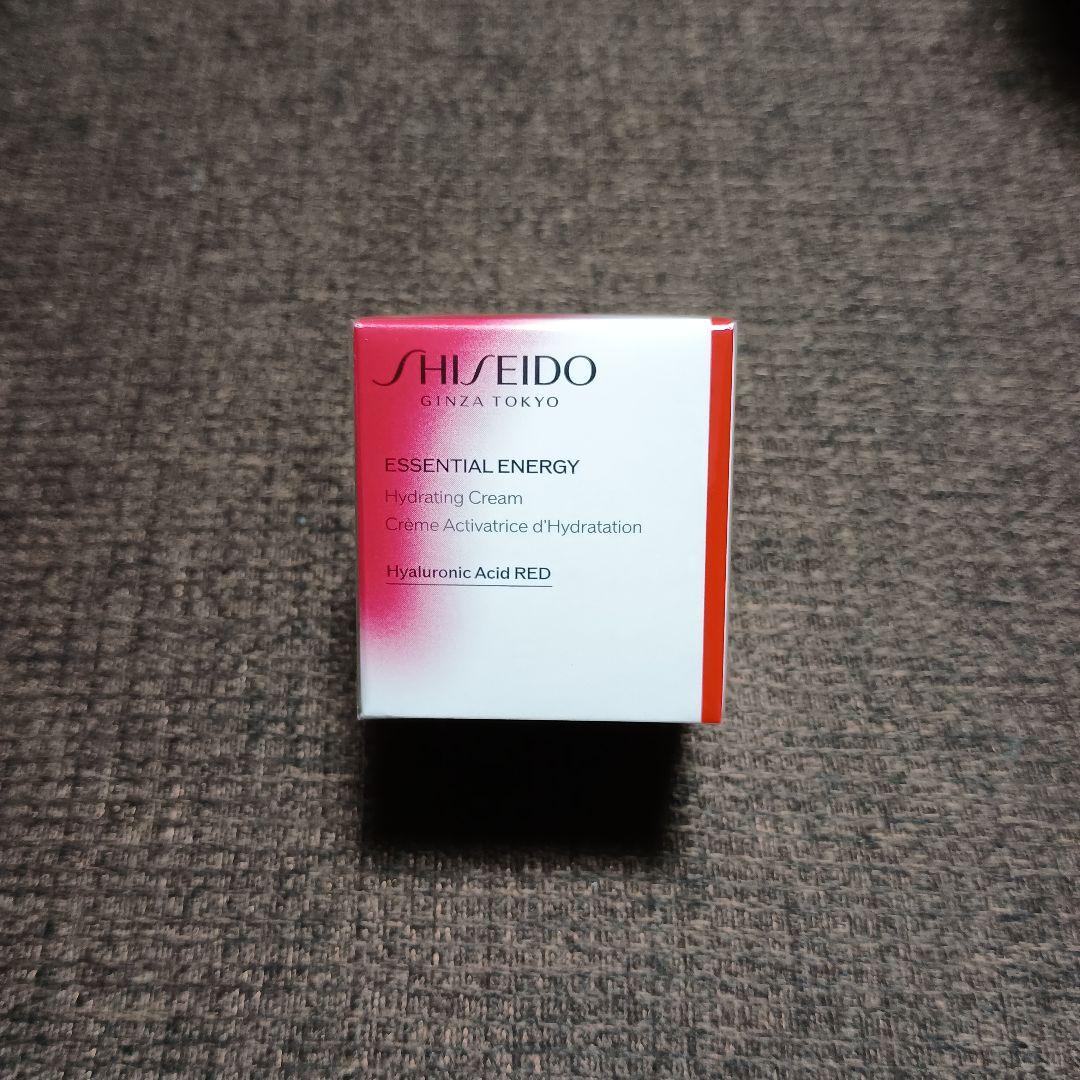 SHISEIDO
GINZA TOKYO
ESSENTIAL ENERGY
Hydrating Cream
Crème Activatrice d'Hydratation
Hyaluronic Acid RED